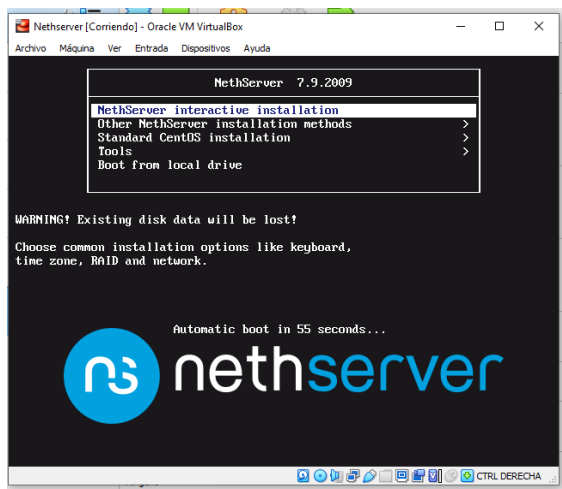 Nethserver [Corriendo] - Oracle VM VirtualBox
Archivo Máquina Ver Entrada Dispositivos Ayuda
NethServer 7.9.2009
NethServer interactive installation
Other NethServer installation methods >
Standard CentOS installation >
Tools >
Boot from local drive
WARNING! Existing disk data will be lost!
Choose common installation options like keyboard,
time zone, RAID and network.
Automatic boot in 55 seconds...
ns nethserver
CTRL DERECHA